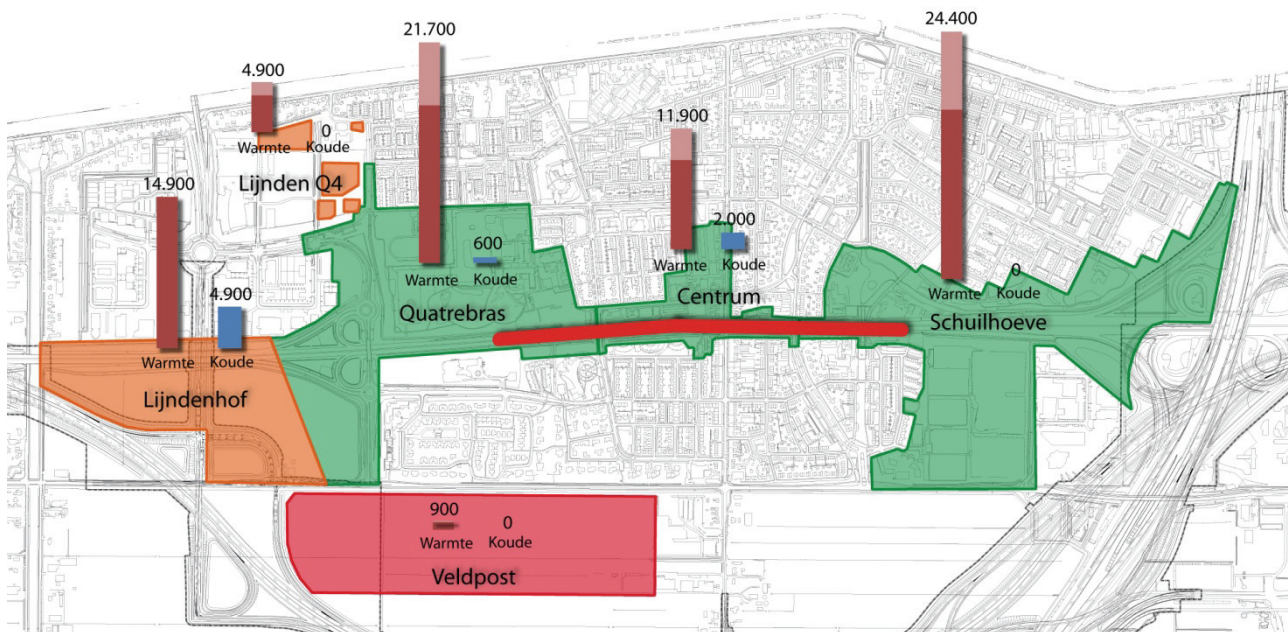 4.900
0
Warmte Koude
Lijnden Q4
14.900
4.900
Warmte Koude
Lijndenhof
21.700
600
Warmte Koude
Quatrebras
11.900
2.000
Warmte Koude
Centrum
24.400
0
Warmte Koude
Schuilhoeve
900
0
Warmte Koude
Veldpost